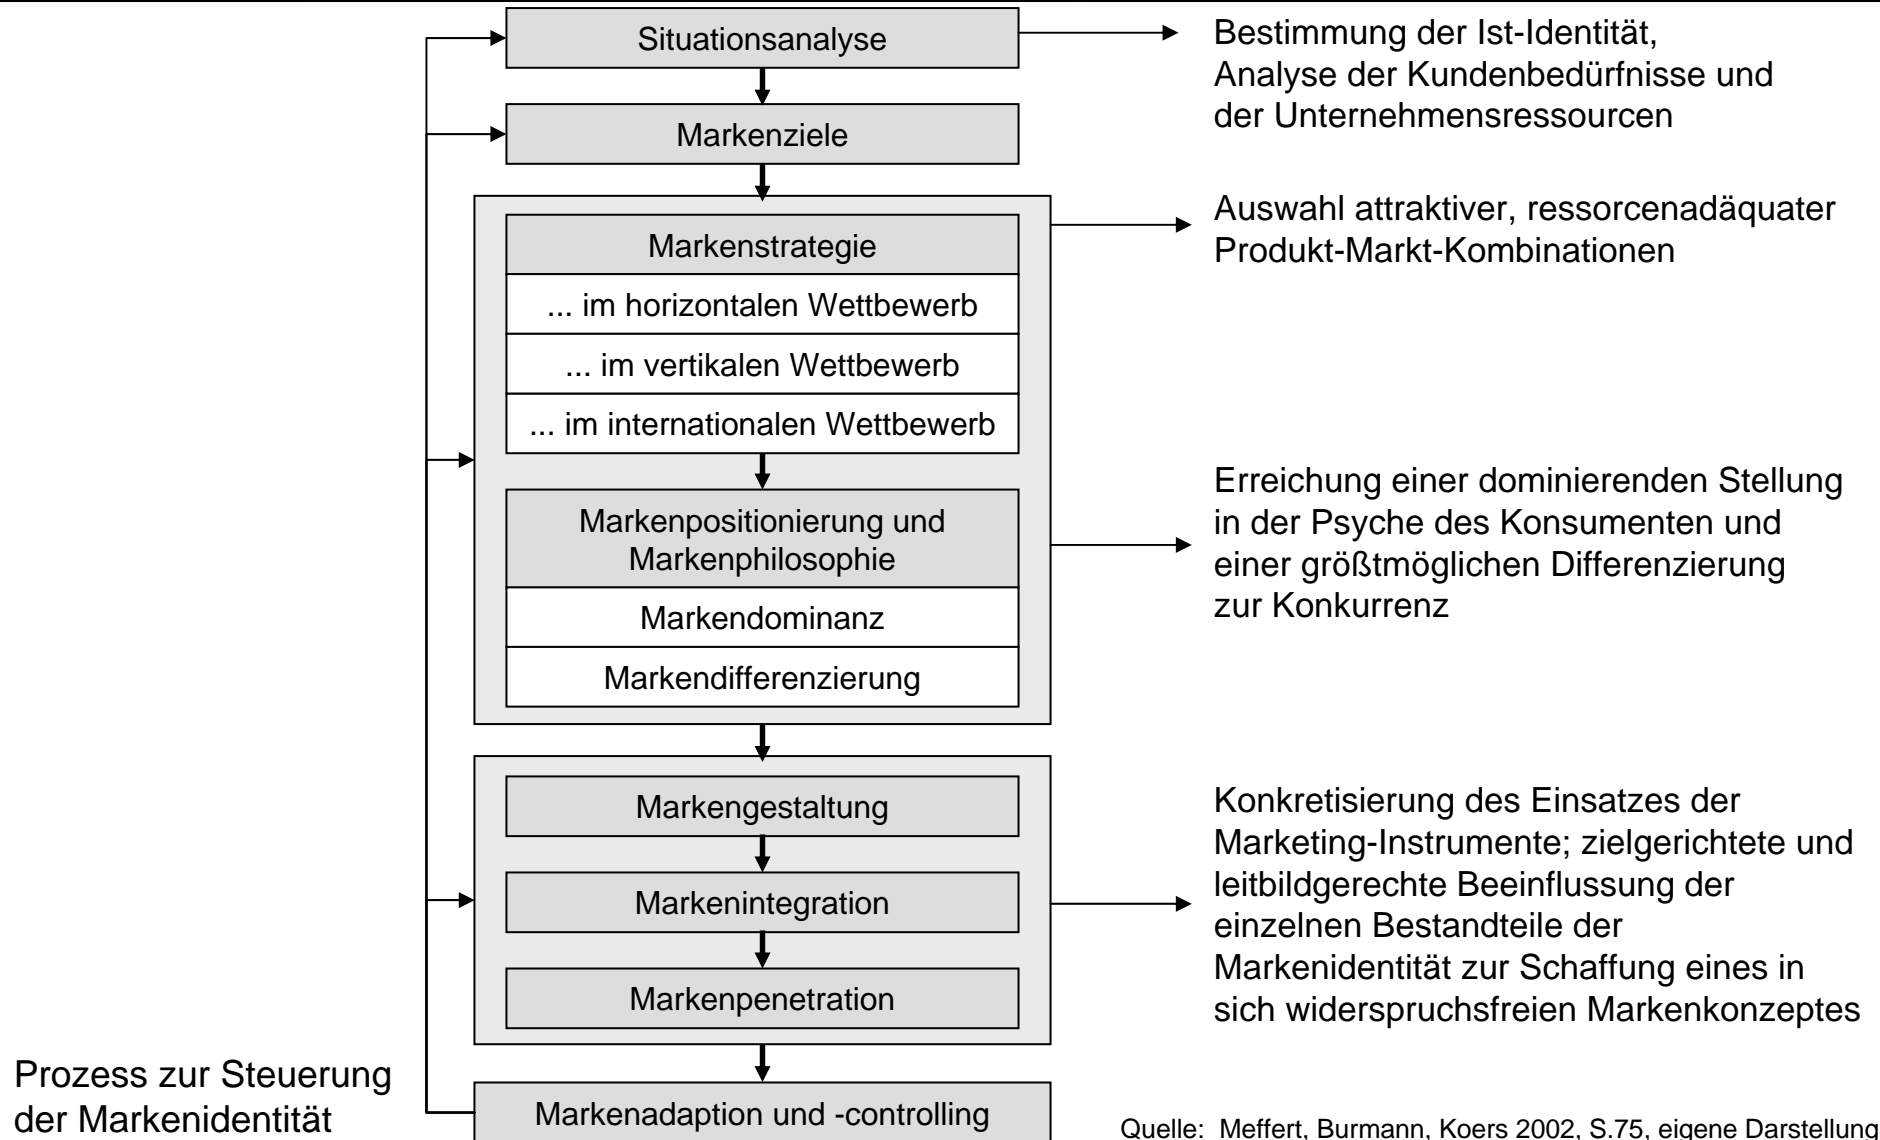 Situationsanalyse
Bestimmung der Ist-Identität,
Analyse der Kundenbedürfnisse und
der Unternehmensressourcen
Markenziele
Markenstrategie
... im horizontalen Wettbewerb
... im vertikalen Wettbewerb
... im internationalen Wettbewerb
Auswahl attraktiver, ressorcenadäquater
Produkt-Markt-Kombinationen
Markenpositionierung und
Markenphilosophie
Markendominanz
Markendifferenzierung
Erreichung einer dominierenden Stellung
in der Psyche des Konsumenten und
einer größtmöglichen Differenzierung
zur Konkurrenz
Markengestaltung
Markenintegration
Markenpenetration
Konkretisierung des Einsatzes der
Marketing-Instrumente; zielgerichtete und
leitbildgerechte Beeinflussung der
einzelnen Bestandteile der
Markenidentität zur Schaffung eines in
sich widerspruchsfreien Markenkonzeptes
Markenadaption und -controlling
Prozess zur Steuerung
der Markenidentität
Quelle: Meffert, Burmann, Koers 2002, S.75, eigene Darstellung